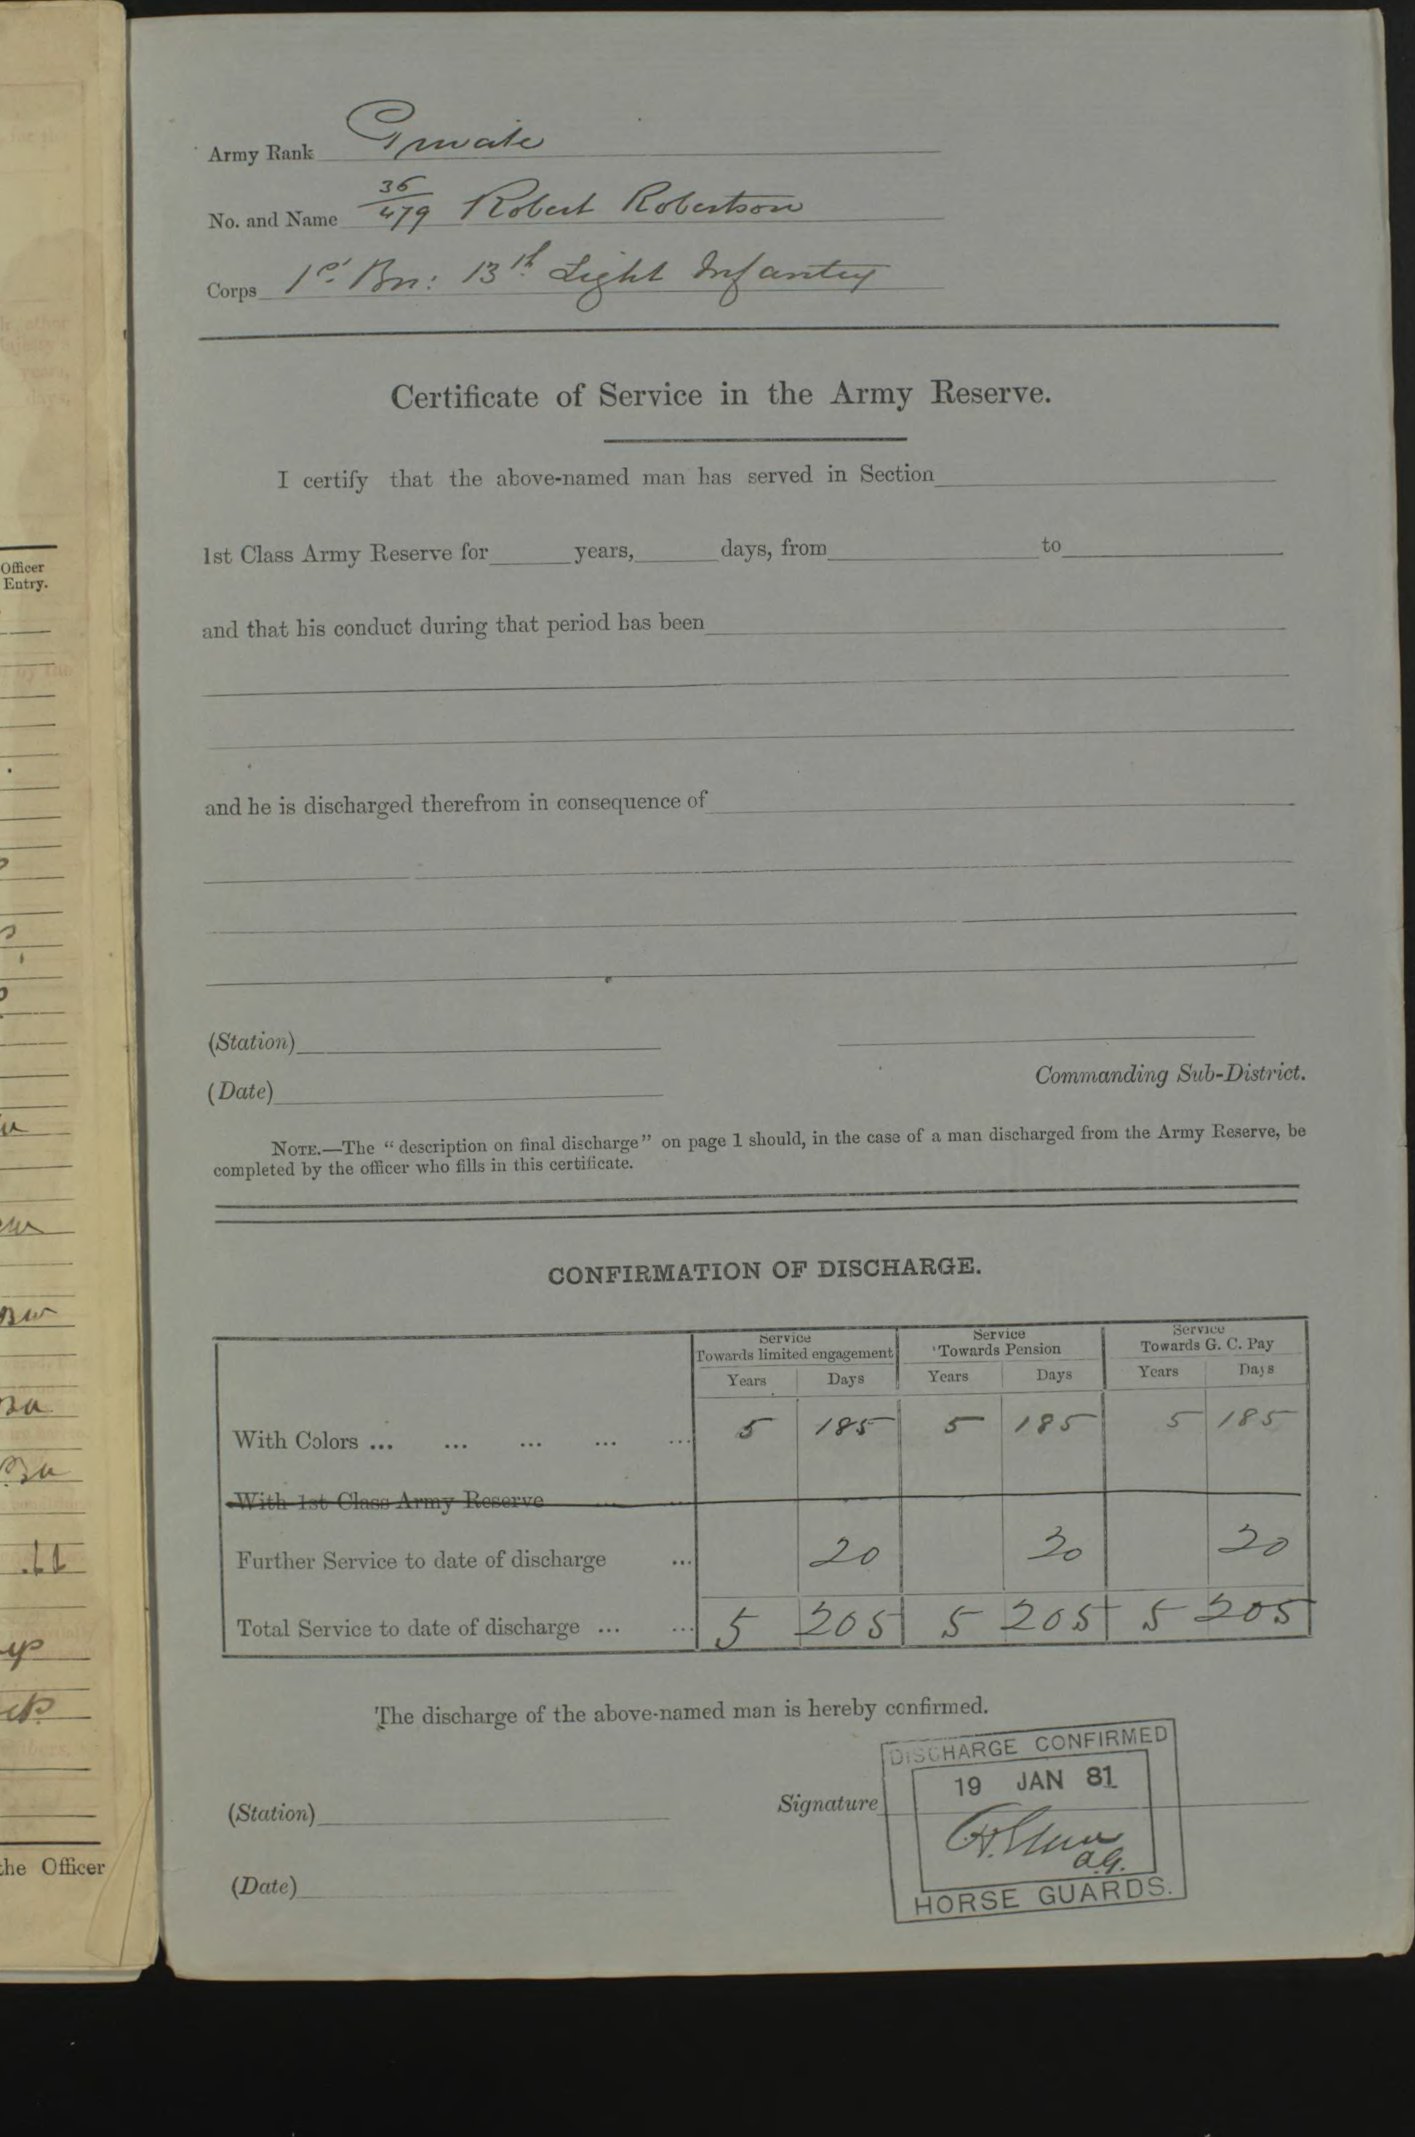 Army Rank Private
36
No. and Name 479 Robert Robertson
Corps 1st Bn: 13th Light Infantry
Certificate of Service in the Army Reserve.
I certify that the above-named man has served in Section
1st Class Army Reserve for years, days, from to
and that his conduct during that period has been
and he is discharged therefrom in consequence of
(Station)
Commanding Sub-District.
(Date)
NOTE.—The "description on final discharge" on page 1 should, in the case of a man discharged from the Army Reserve, be
completed by the officer who fills in this certificate.
CONFIRMATION OF DISCHARGE.
Service Service Service
Towards limited engagement Towards Pension Towards G. C. Pay
Years Days Years Days Years Days
With Colors ... ... ... ... ... 5 185 5 185 5 185
With 1st Class Army Reserve
Further Service to date of discharge ... 20 20 20
Total Service to date of discharge ... ... 5 205 5 205 5 205
The discharge of the above-named man is hereby confirmed.
DISCHARGE CONFIRMED
19 JAN 81
(Station) Signature
A.G.
(Date)
HORSE GUARDS.
Officer
Entry.
the Officer